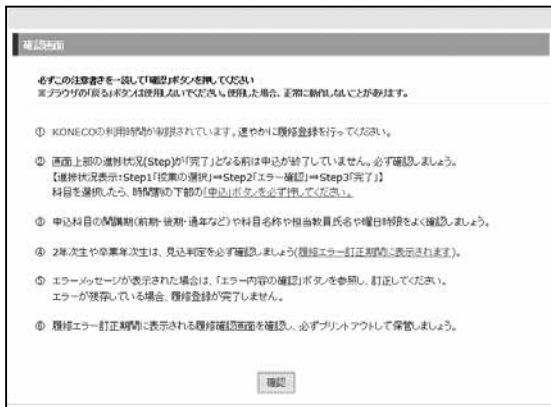 確認画面
必ずこの注意書きを一読して「確認」ボタンを押してください
※ブラウザの「戻る」ボタンは使用しないでください。使用した場合、正常に動作しないことがあります。
① KONECOの利用時間が制限されています。速やかに履修登録を行ってください。
② 画面上部の進捗状況(Step)が「完了」となる前は申込が終了していません。必ず確認しましょう。
【進捗状況表示:Step1「授業の選択」⇒Step2「エラー確認」⇒Step3「完了」】
科目を選択したら、時間割の下部の「申込」ボタンを必ず押してください。
③ 申込科目の開講期(前期・後期・通年など)や科目名称や担当教員氏名や曜日時限をよく確認しましょう。
④ 2年次生や卒業年次生は、見込判定を必ず確認しましょう(履修エラー訂正期間に表示されます)。
⑤ エラーメッセージが表示された場合は、「エラー内容の確認」ボタンを参照し、訂正してください。
エラーが残存している場合、履修登録が完了しません。
⑥ 履修エラー訂正期間に表示される履修確認画面を確認し、必ずプリントアウトして保管しましょう。
確認